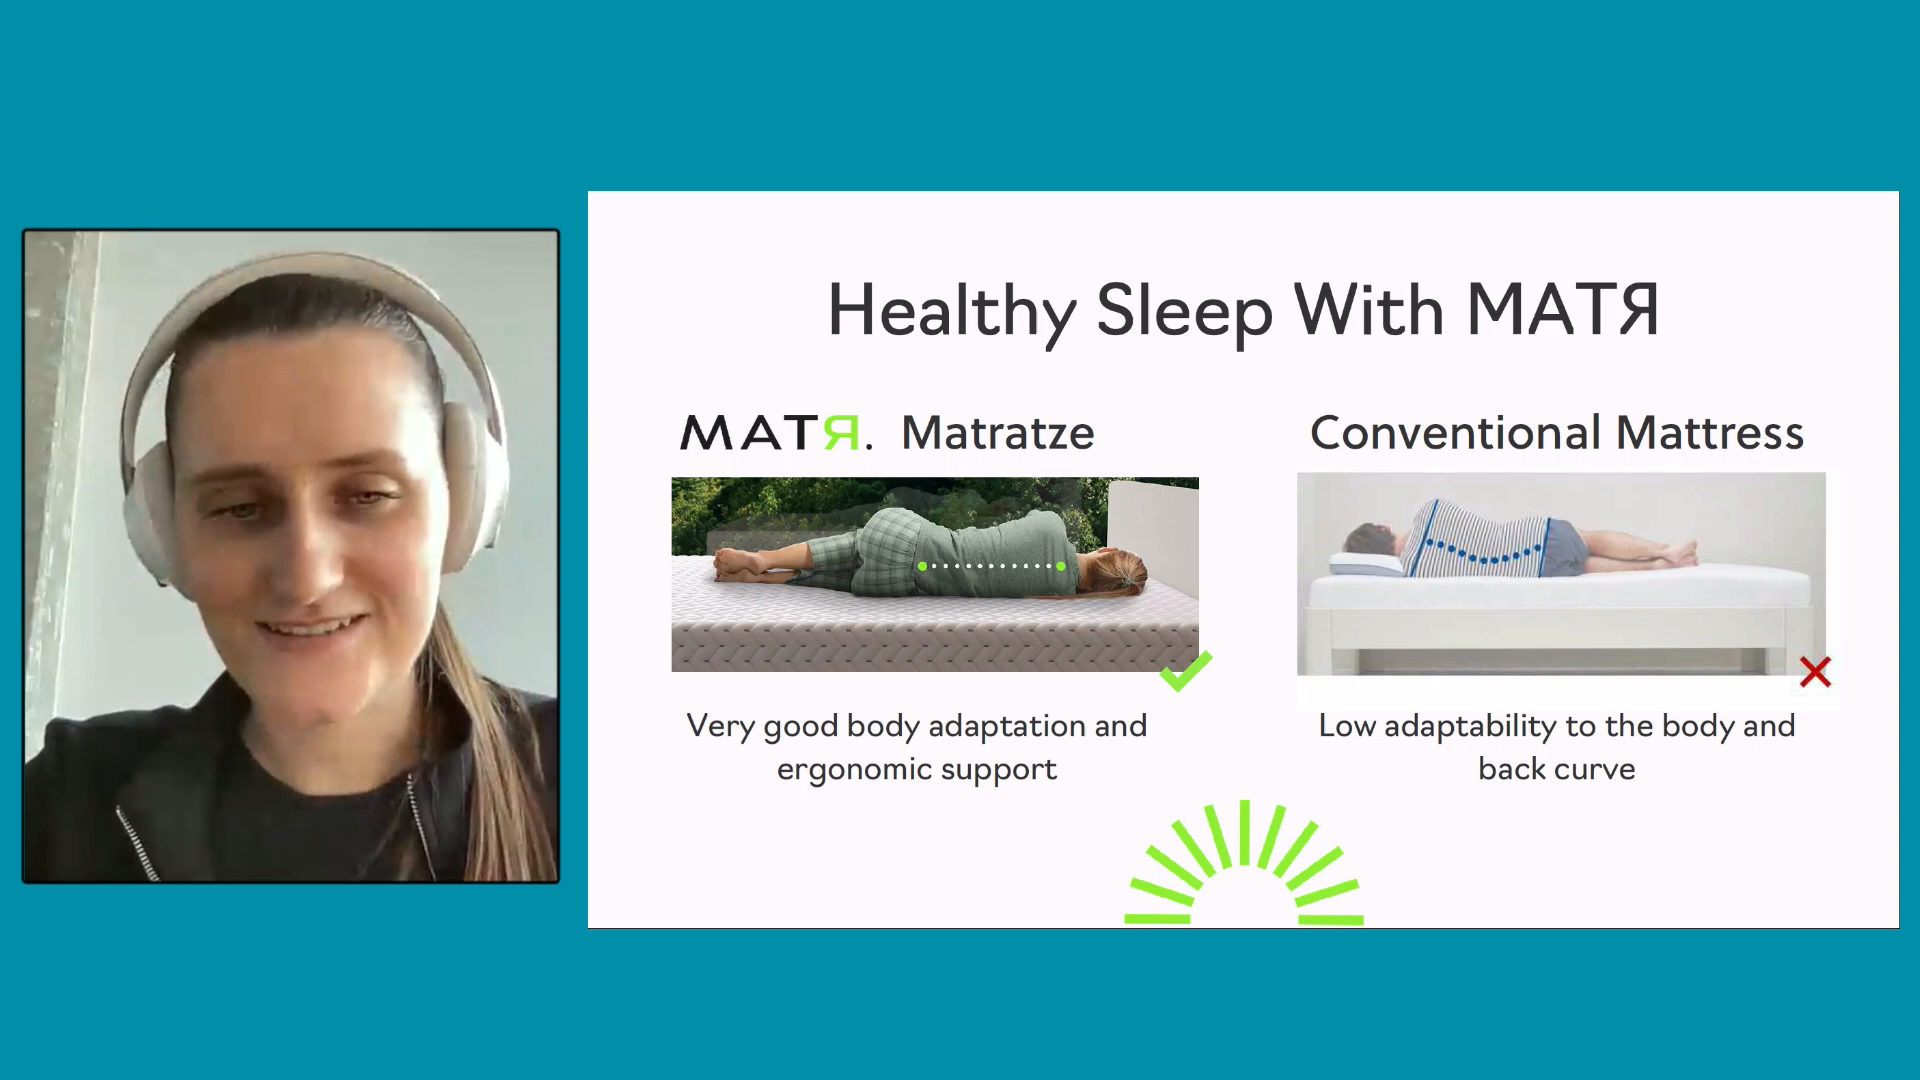 Healthy Sleep With MATЯ
MATЯ. Matratze
Conventional Mattress
Very good body adaptation and
ergonomic support
Low adaptability to the body and
back curve